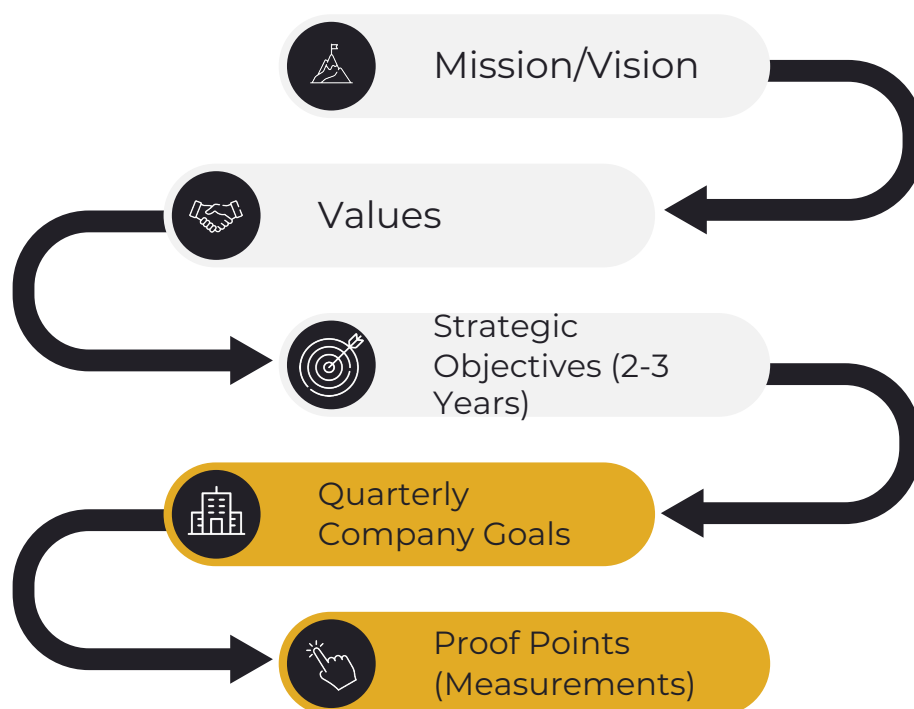 Mission/Vision
Values
Strategic
Objectives (2-3
Years)
Quarterly
Company Goals
Proof Points
(Measurements)